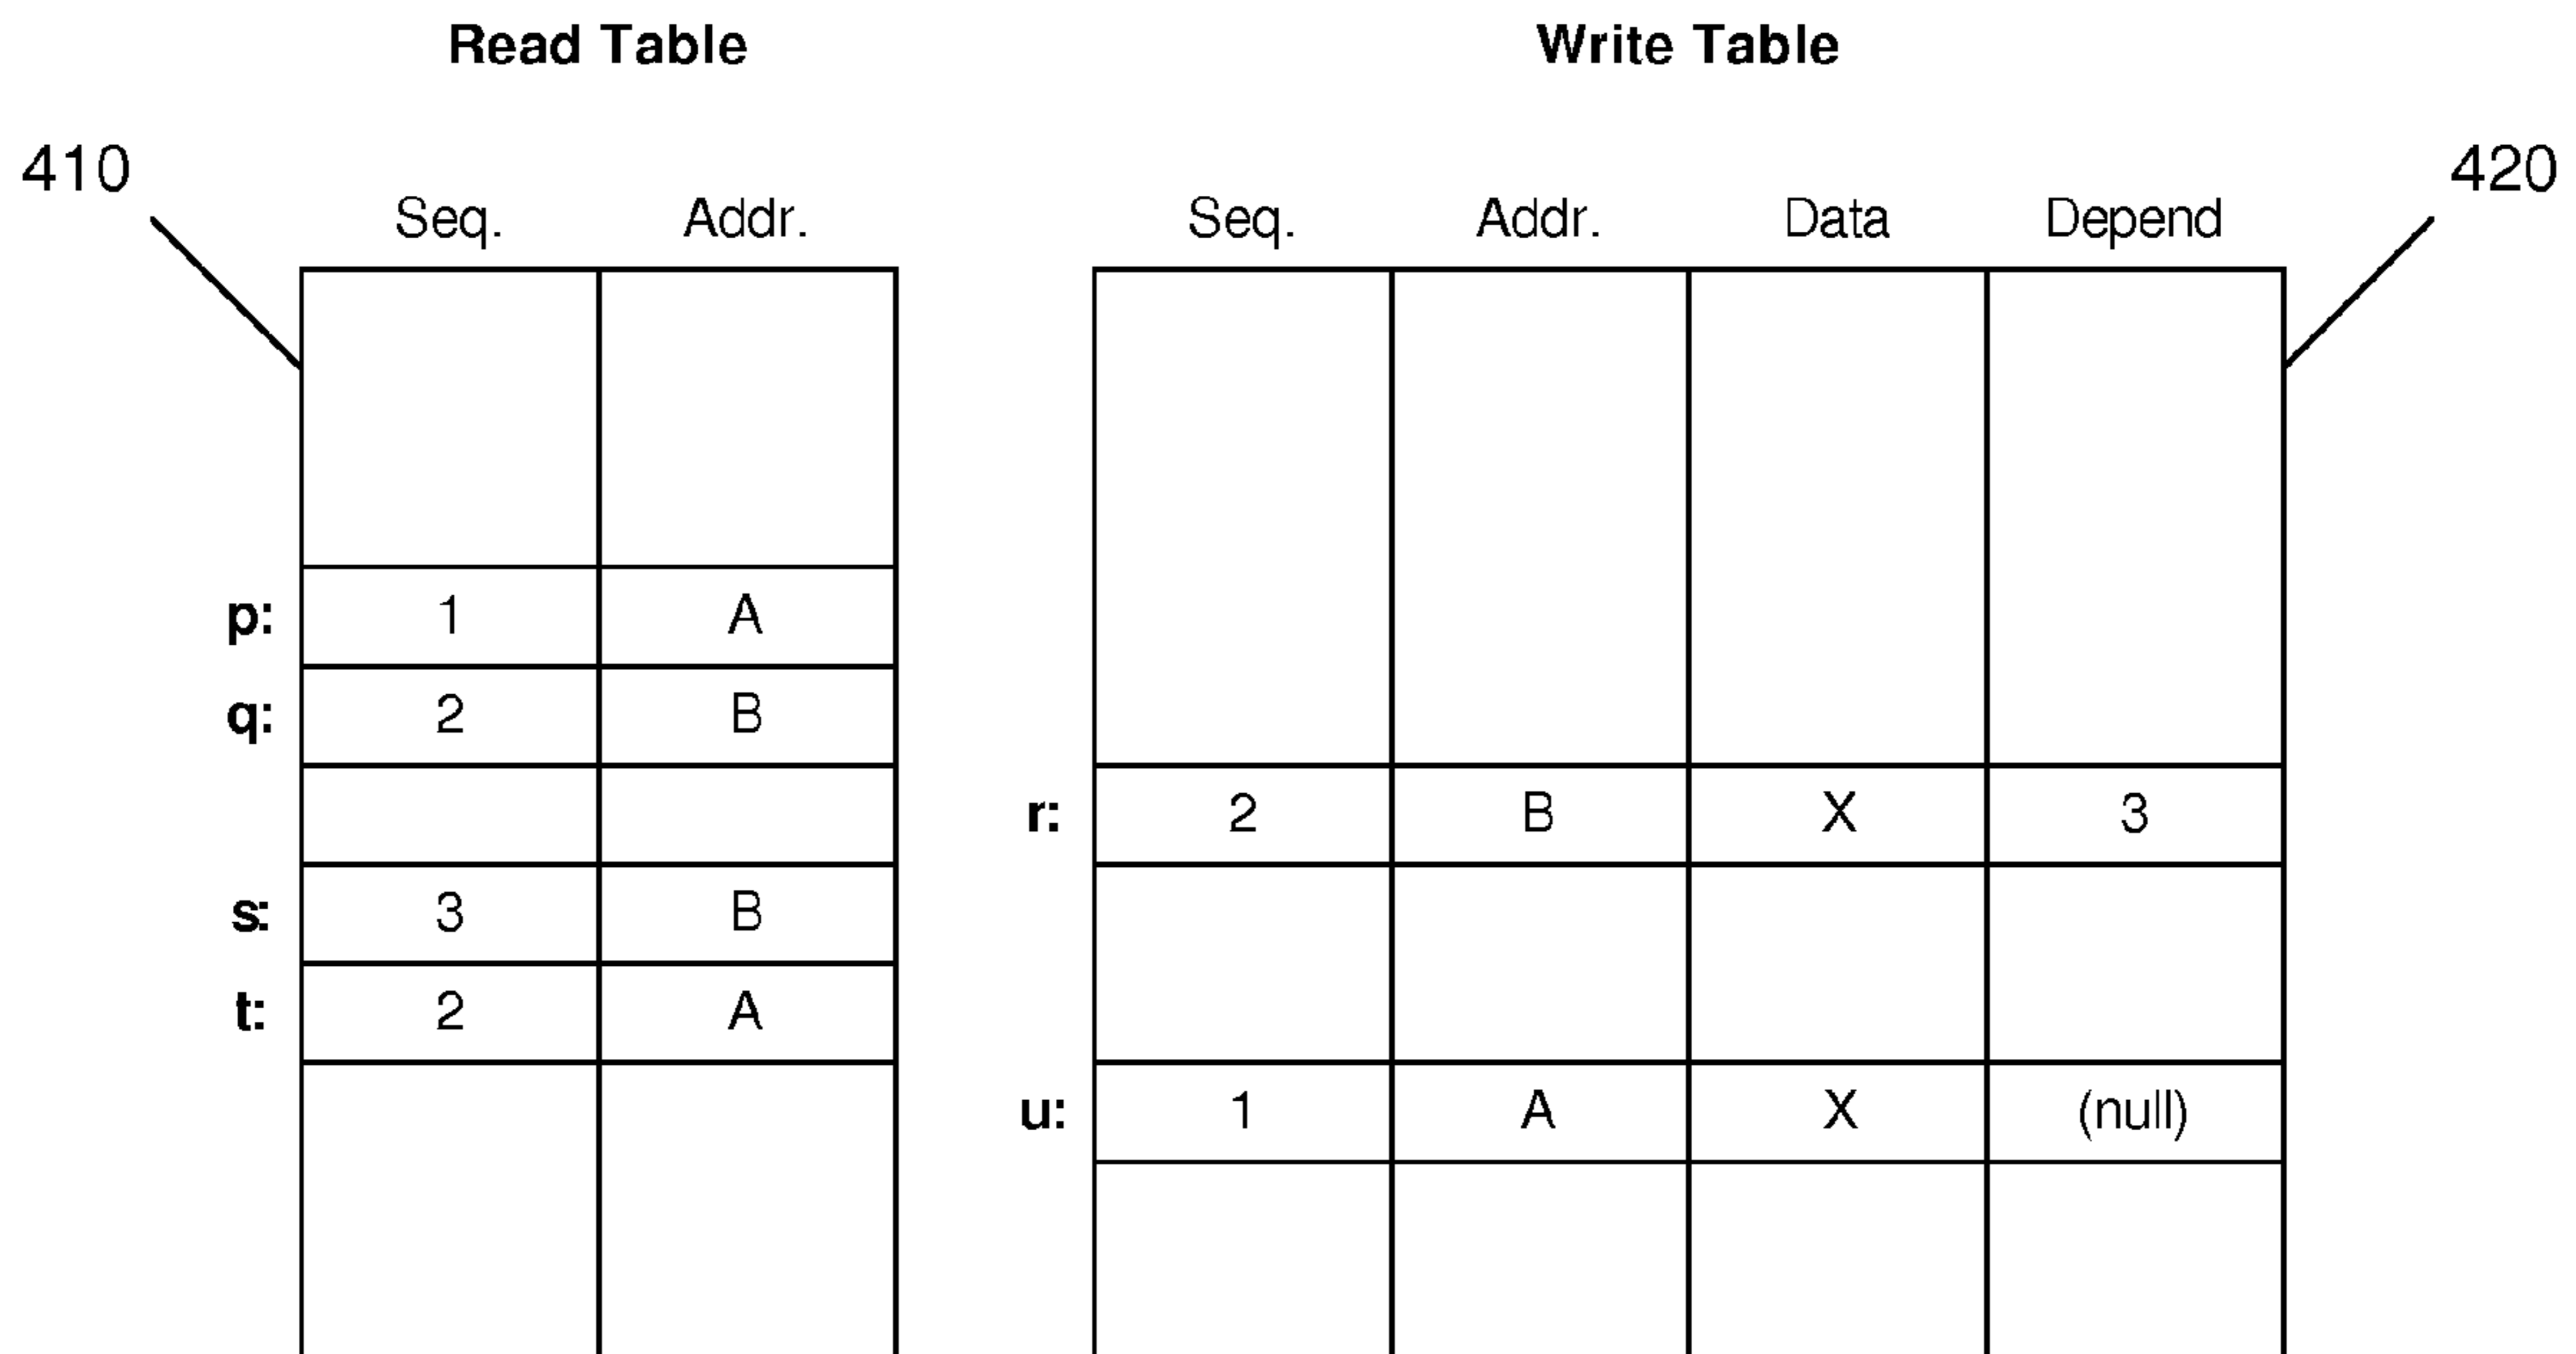 Read Table Write Table
410 420
Seq. Addr. Seq. Addr. Data Depend
p: 1 A
q: 2 B
r: 2 B X 3
s: 3 B
t: 2 A
u: 1 A X (null)